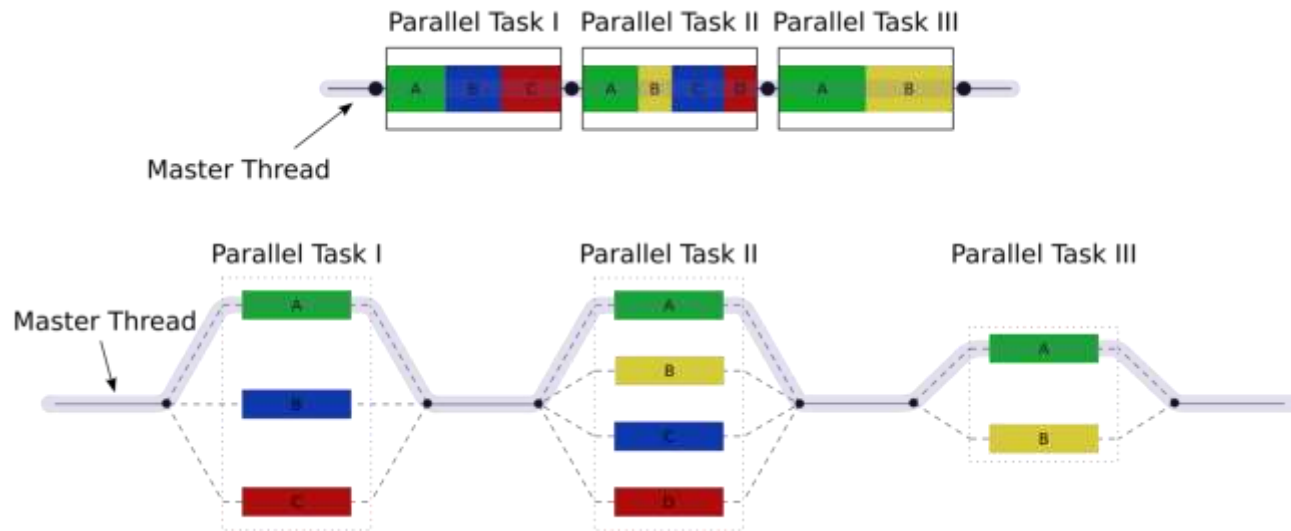 Parallel Task I Parallel Task II Parallel Task III
A B C A B C D A B
Master Thread
Parallel Task I Parallel Task II Parallel Task III
A A
Master Thread
A
B
B
C
B
C D